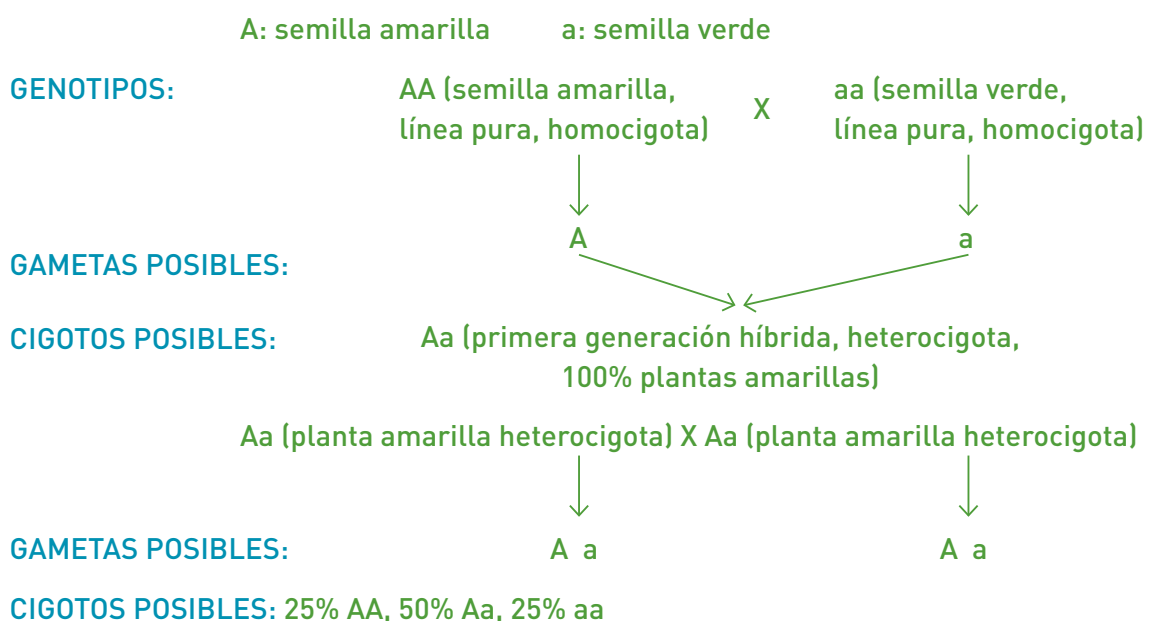 A: semilla amarilla a: semilla verde
GENOTIPOS: AA (semilla amarilla, línea pura, homocigota) X aa (semilla verde, línea pura, homocigota)
A a
GAMETAS POSIBLES:
CIGOTOS POSIBLES: Aa (primera generación híbrida, heterocigota,
100% plantas amarillas)
Aa (planta amarilla heterocigota) X Aa (planta amarilla heterocigota)
GAMETAS POSIBLES: A a A a
CIGOTOS POSIBLES: 25% AA, 50% Aa, 25% aa